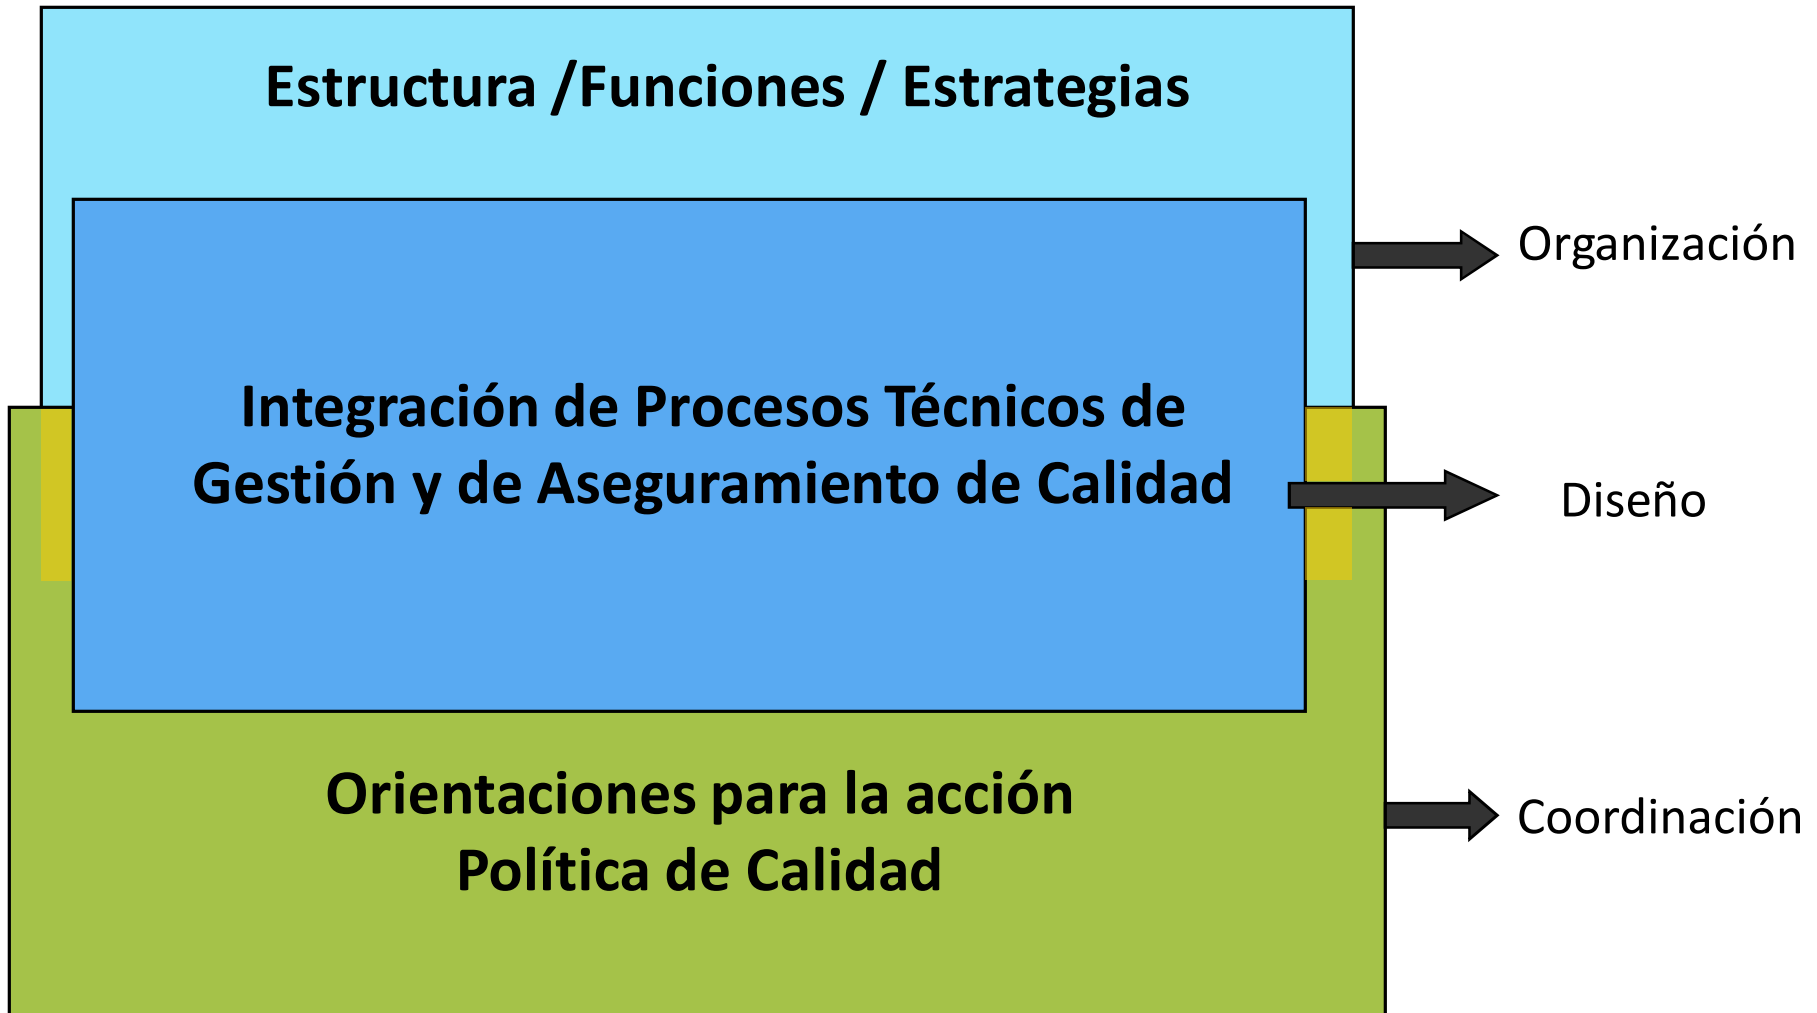 Estructura /Funciones / Estrategias
Organización
Integración de Procesos Técnicos de
Gestión y de Aseguramiento de Calidad
Diseño
Orientaciones para la acción
Política de Calidad
Coordinación